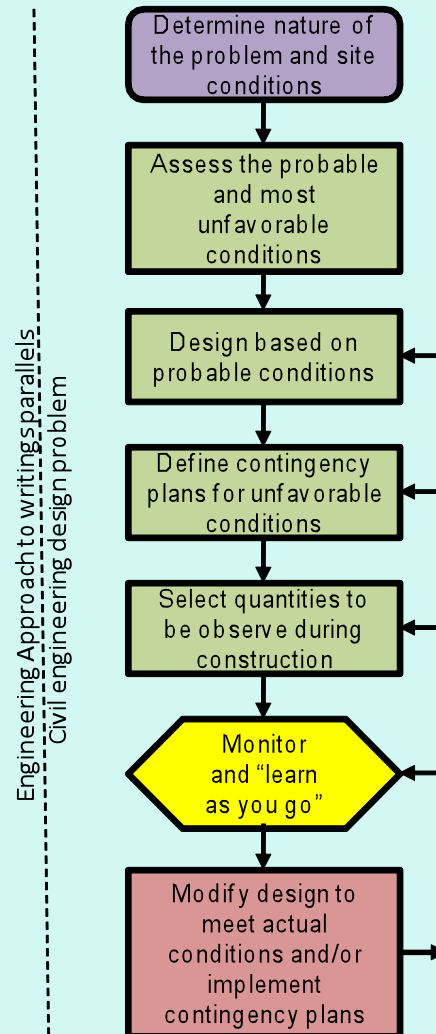 Determine nature of
the problem and site
conditions
Assess the probable
and most
unfavorable
conditions
Design based on
probable conditions
Define contingency
plans for unfavorable
conditions
Select quantities to
be observe during
construction
Monitor
and “learn
as you go”
Modify design to
meet actual
conditions and/or
implement
contingency plans
Engineering Approach to writings parallels
Civil engineering design problem